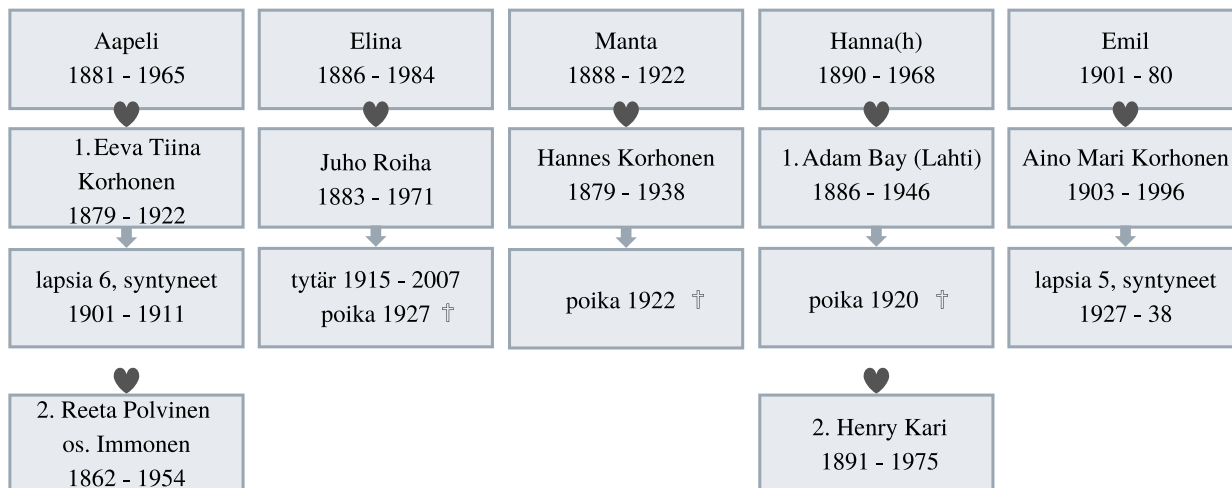 Aapeli
1881 - 1965
Elina
1886 - 1984
Manta
1888 - 1922
Hanna(h)
1890 - 1968
Emil
1901 - 80
1. Eeva Tiina
Korhonen
1879 - 1922
Juho Roiha
1883 - 1971
Hannes Korhonen
1879 - 1938
1. Adam Bay (Lahti)
1886 - 1946
Aino Mari Korhonen
1903 - 1996
lapsia 6, syntyneet
1901 - 1911
tytär 1915 - 2007
poika 1927 ✝
poika 1922 ✝
poika 1920 ✝
lapsia 5, syntyneet
1927 - 38
2. Reeta Polvinen
os. Immonen
1862 - 1954
2. Henry Kari
1891 - 1975